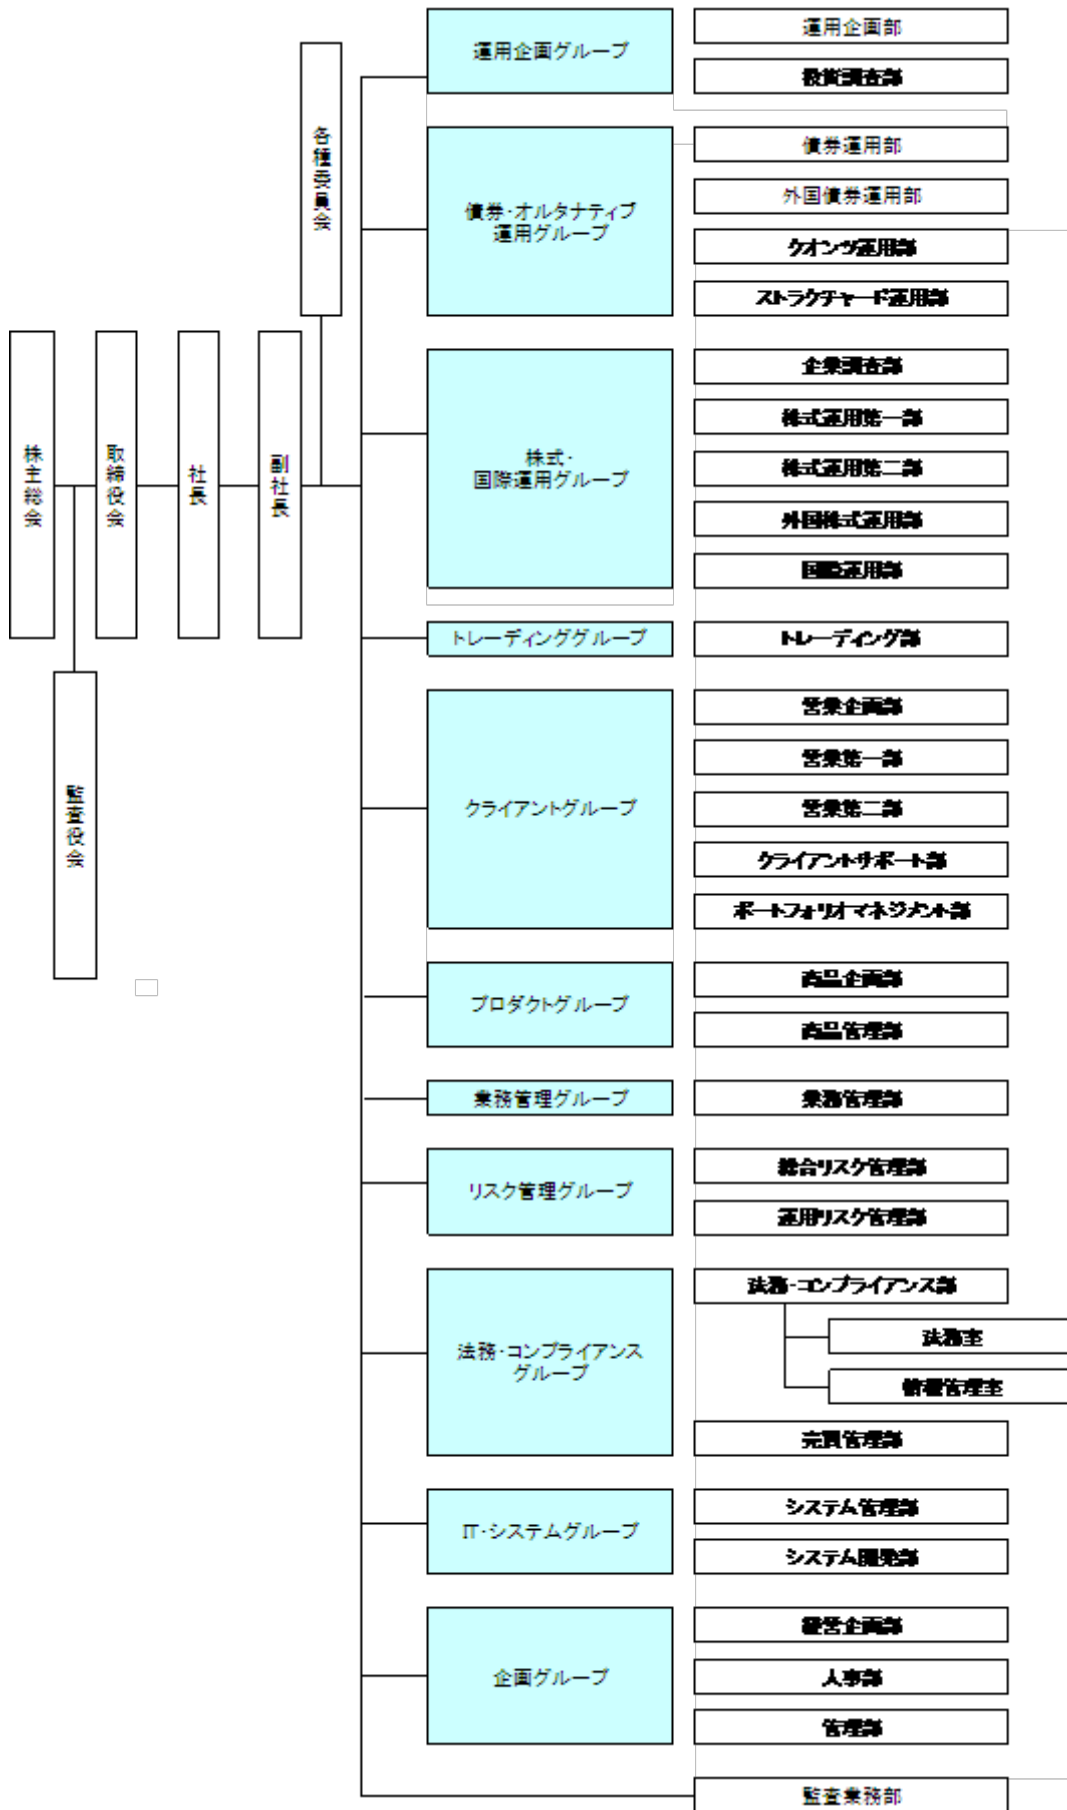 株主総会
監査役会
取締役会
社長
副社長
各種委員会
運用企画グループ
運用企画部
投資調査部
債券・オルタナティブ
運用グループ
債券運用部
外国債券運用部
クオンツ運用部
ストラクチャード運用部
株式・
国際運用グループ
企業調査部
株式運用第一部
株式運用第二部
外国株式運用部
国際運用部
トレーディンググループ
トレーディング部
クライアントグループ
営業企画部
営業第一部
営業第二部
クライアントサポート部
ポートフォリオマネジメント部
プロダクトグループ
商品企画部
商品管理部
業務管理グループ
業務管理部
リスク管理グループ
総合リスク管理部
運用リスク管理部
法務・コンプライアンス
グループ
法務・コンプライアンス部
法務室
情報管理室
売買管理部
IT・システムグループ
システム管理部
システム開発部
企画グループ
経営企画部
人事部
管理部
監査業務部